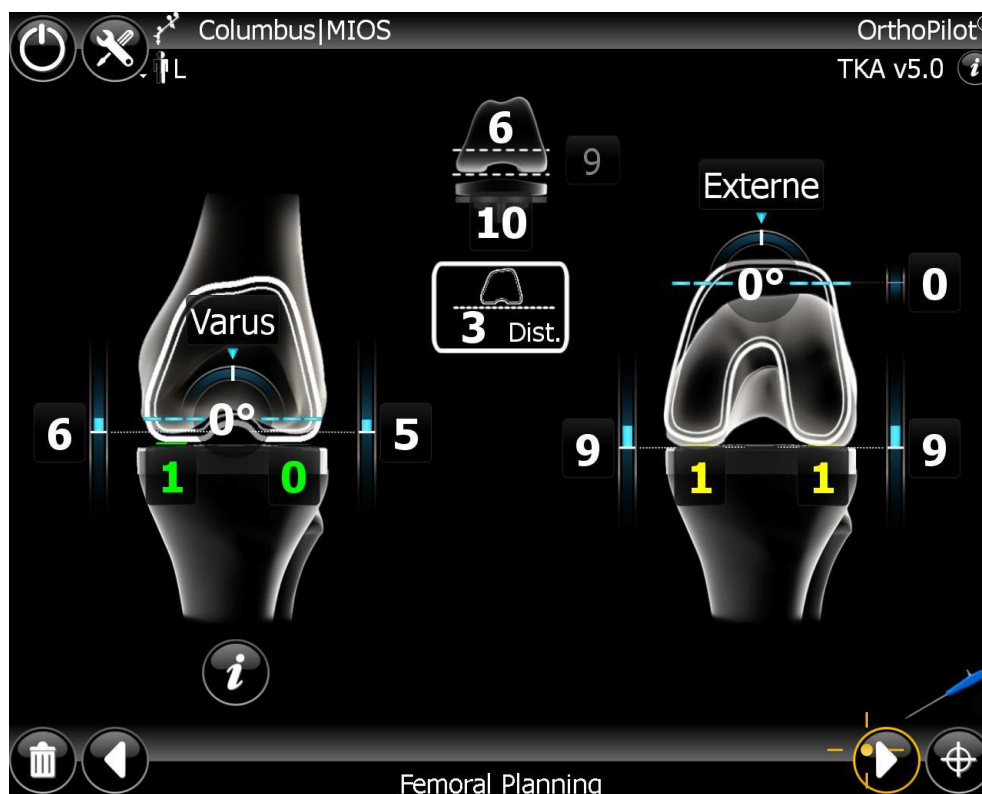 Columbus|MIOS
OrthoPilot
L
TKA v5.0
i
6
9
10
Externe
0°
0
3 Dist.
Varus
0°
6
5
1
0
9
9
1
1
i
Femoral Planning